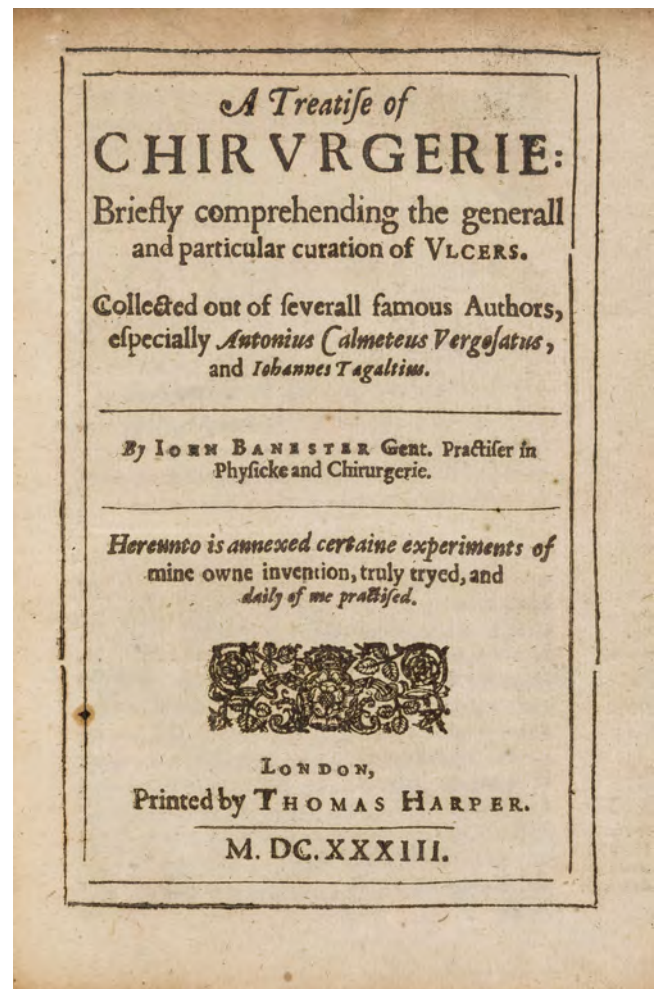 A Treatiſe of
CHIRVRGERIE:
Briefly comprehending the generall
and particular curation of VLCERS.
Collected out of ſeverall famous Authors,
eſpecially Antonius Calmeteus Vergeſatus,
and Iohannes Tagaltius.
By IOHN BANESTER Gent. Practiſer in
Phyſicke and Chirurgerie.
Hereunto is annexed certaine experiments of
mine owne invention, truly tryed, and
daily of me practiſed.
LONDON,
Printed by THOMAS HARPER.
M. DC. XXXIII.